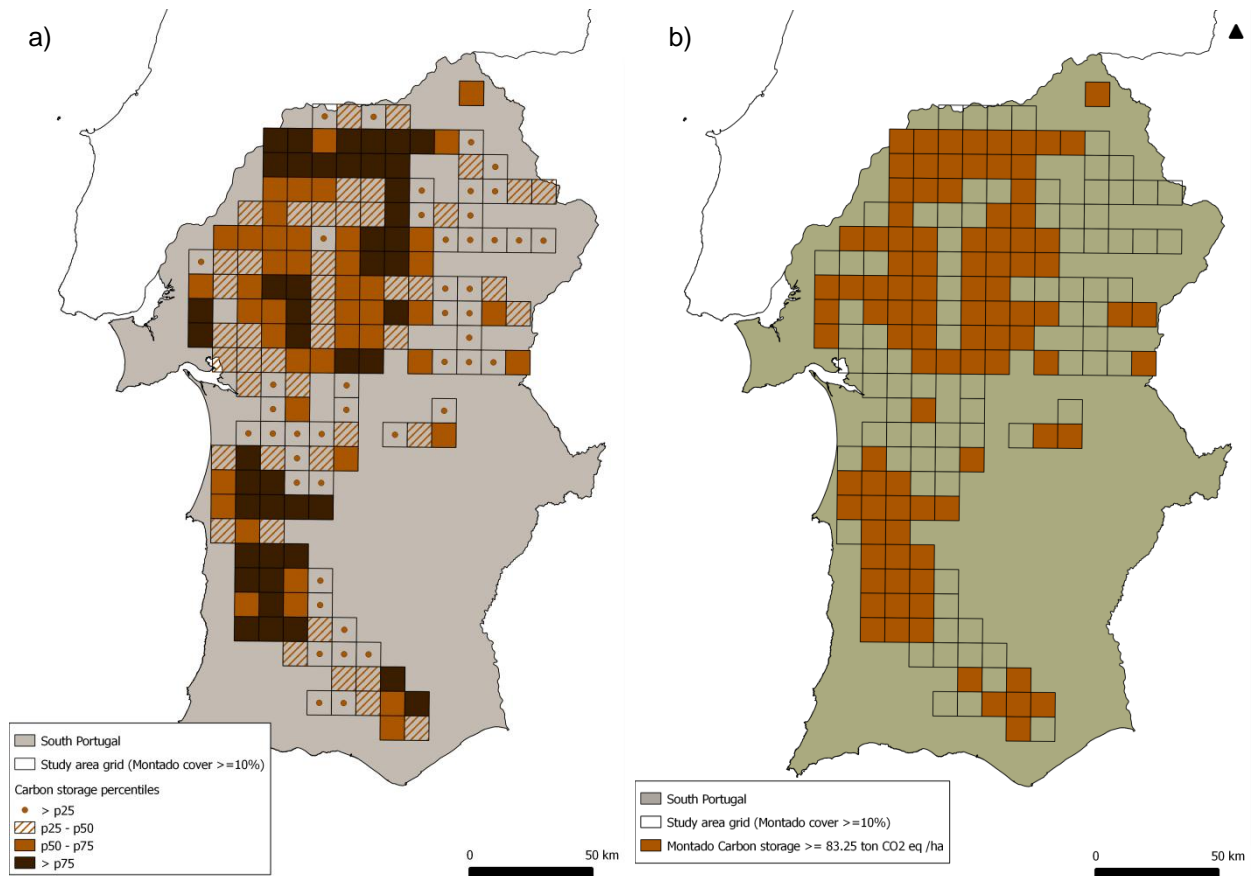 a)
b)
South Portugal
Study area grid (Montado cover >=10%)
Carbon storage percentiles
> p25
p25 - p50
p50 - p75
> p75
0
50 km
South Portugal
Study area grid (Montado cover >=10%)
Montado Carbon storage >= 83.25 ton CO2 eq /ha
0
50 km